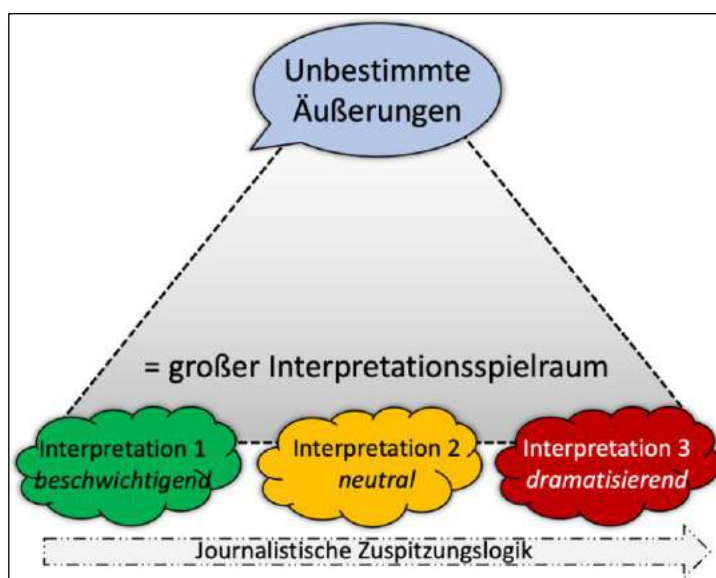 Unbestimmte
Äußerungen
= großer Interpretationsspielraum
Interpretation 1
beschwichtigend
Interpretation 2
neutral
Interpretation 3
dramatisierend
Journalistische Zuspitzungslogik